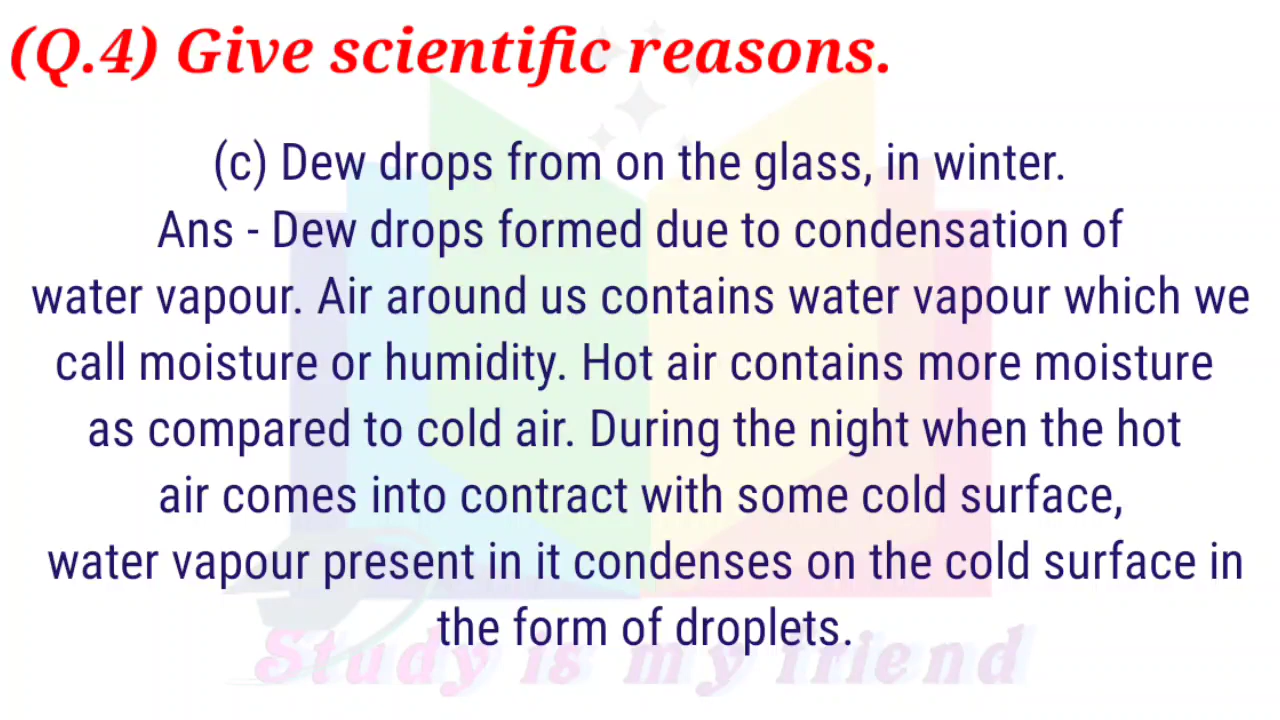 (Q.4) Give scientific reasons.
(c) Dew drops from on the glass, in winter.
Ans - Dew drops formed due to condensation of
water vapour. Air around us contains water vapour which we
call moisture or humidity. Hot air contains more moisture
as compared to cold air. During the night when the hot
air comes into contract with some cold surface,
water vapour present in it condenses on the cold surface in
the form of droplets.
Study is my friend